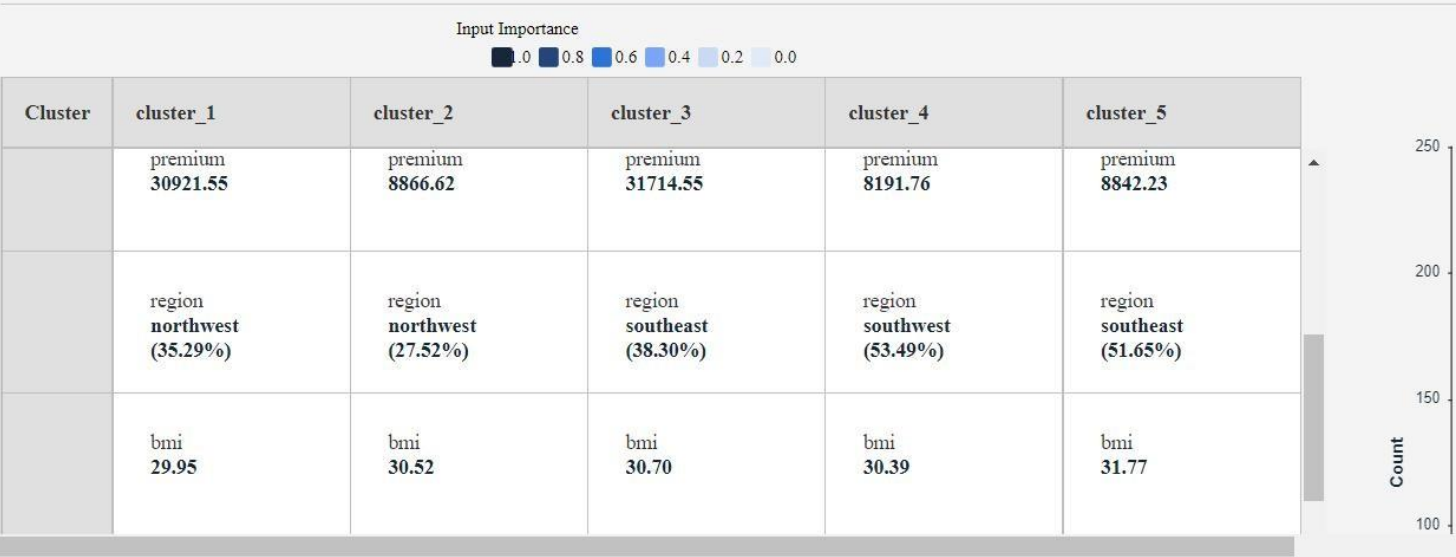 Input Importance
1.0 0.8 0.6 0.4 0.2 0.0
Cluster cluster_1 cluster_2 cluster_3 cluster_4 cluster_5
premium premium premium premium premium
30921.55 8866.62 31714.55 8191.76 8842.23
region region region region region
northwest northwest southeast southwest southeast
(35.29%) (27.52%) (38.30%) (53.49%) (51.65%)
bmi bmi bmi bmi bmi
29.95 30.52 30.70 30.39 31.77
250
200
150
100
Count